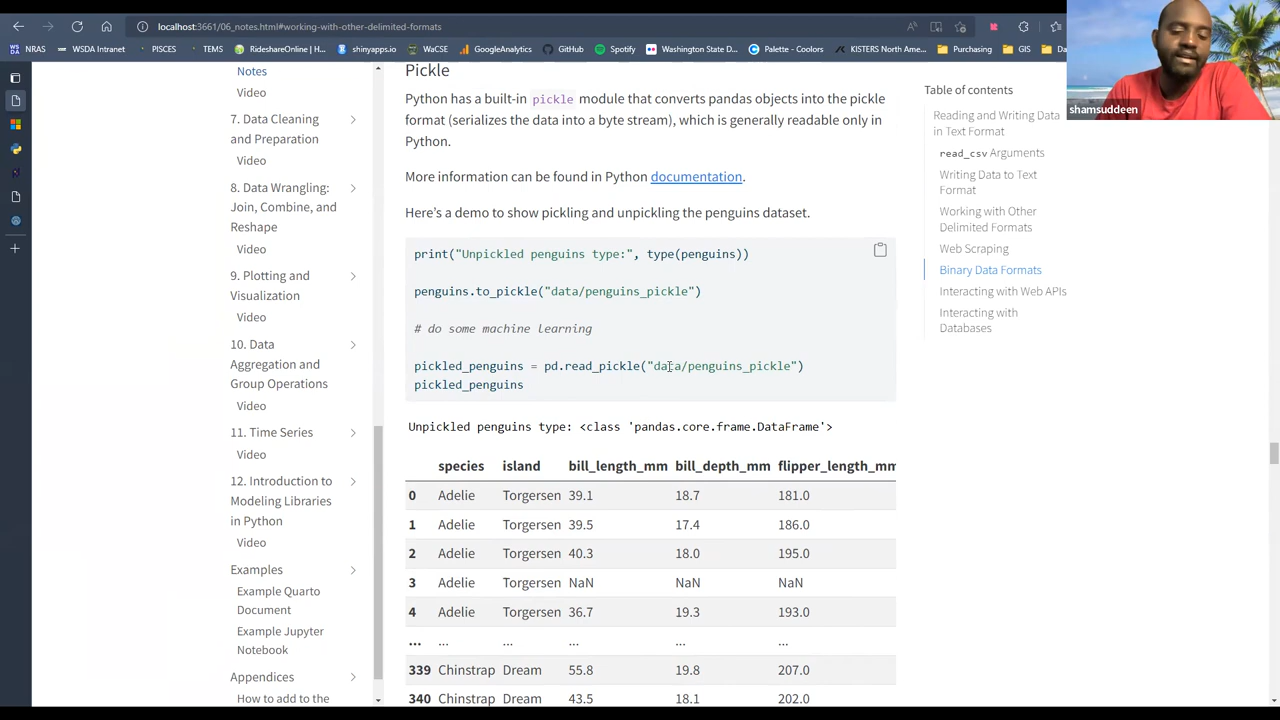 localhost:3661/06_notes.html#working-with-other-delimited-formats
NRAS
WSDA Intranet
PISCES
TEMS
RideshareOnline | H...
shinyapps.io
WaCSE
GoogleAnalytics
GitHub
Spotify
Washington State D...
Palette - Coolors
KISTERS North Ame...
Purchasing
GIS
Da
shamsuddeen
Notes
Video
7. Data Cleaning
and Preparation
Video
8. Data Wrangling:
Join, Combine, and
Reshape
Video
9. Plotting and
Visualization
Video
10. Data
Aggregation and
Group Operations
Video
11. Time Series
Video
12. Introduction to
Modeling Libraries
in Python
Video
Examples
Example Quarto
Document
Example Jupyter
Notebook
Appendices
How to add to the
Pickle
Python has a built-in pickle module that converts pandas objects into the pickle
format (serializes the data into a byte stream), which is generally readable only in
Python.
More information can be found in Python documentation.
Here's a demo to show pickling and unpickling the penguins dataset.
print("Unpickled penguins type:", type(penguins))
penguins.to_pickle("data/penguins_pickle")
# do some machine learning
pickled_penguins = pd.read_pickle("data/penguins_pickle")
pickled_penguins
Unpickled penguins type: <class 'pandas.core.frame.DataFrame'>
species island bill_length_mm bill_depth_mm flipper_length_mm
0 Adelie Torgersen 39.1 18.7 181.0
1 Adelie Torgersen 39.5 17.4 186.0
2 Adelie Torgersen 40.3 18.0 195.0
3 Adelie Torgersen NaN NaN NaN
4 Adelie Torgersen 36.7 19.3 193.0
... ... ... ... ... ...
339 Chinstrap Dream 55.8 19.8 207.0
340 Chinstrap Dream 43.5 18.1 202.0
Table of contents
Reading and Writing Data
in Text Format
read_csv Arguments
Writing Data to Text
Format
Working with Other
Delimited Formats
Web Scraping
Binary Data Formats
Interacting with Web APIs
Interacting with
Databases